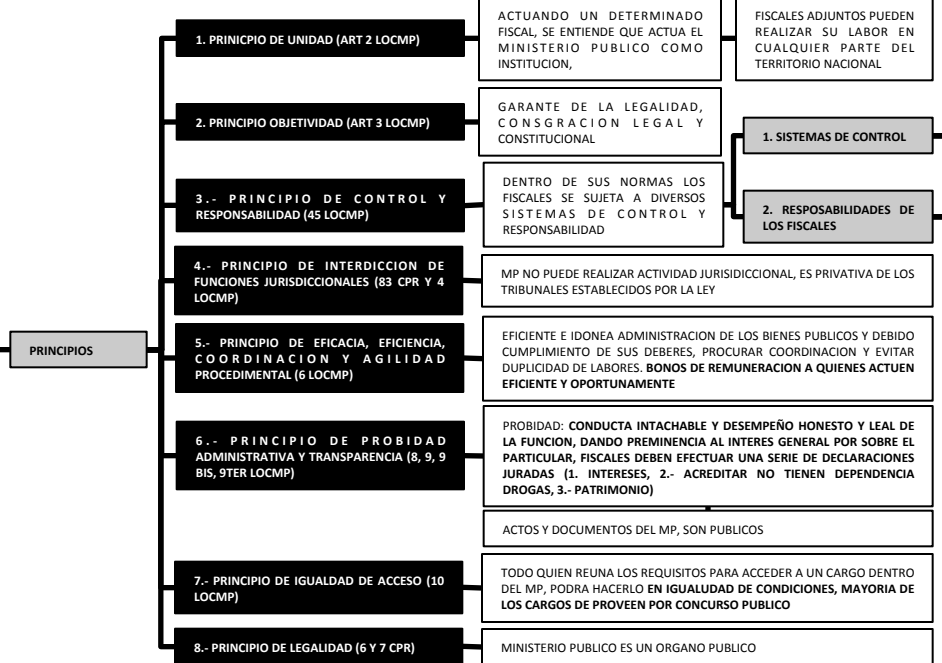 PRINCIPIOS
1. PRINICPIO DE UNIDAD (ART 2 LOCMP)
ACTUANDO UN DETERMINADO
FISCAL, SE ENTIENDE QUE ACTUA EL
MINISTERIO PUBLICO COMO
INSTITUCION,
FISCALES ADJUNTOS PUEDEN
REALIZAR SU LABOR EN
CUALQUIER PARTE DEL
TERRITORIO NACIONAL
2. PRINCIPIO OBJETIVIDAD (ART 3 LOCMP)
GARANTE DE LA LEGALIDAD,
CONSGRACION LEGAL Y
CONSTITUCIONAL
3.- PRINCIPIO DE CONTROL Y
RESPONSABILIDAD (45 LOCMP)
DENTRO DE SUS NORMAS LOS
FISCALES SE SUJETA A DIVERSOS
SISTEMAS DE CONTROL Y
RESPONSABILIDAD
1. SISTEMAS DE CONTROL
2. RESPOSABILIDADES DE
LOS FISCALES
4.- PRINCIPIO DE INTERDICCION DE
FUNCIONES JURISDICCIONALES (83 CPR Y 4
LOCMP)
MP NO PUEDE REALIZAR ACTIVIDAD JURISIDICCIONAL, ES PRIVATIVA DE LOS
TRIBUNALES ESTABLECIDOS POR LA LEY
5.- PRINCIPIO DE EFICACIA, EFICIENCIA,
COORDINACION Y AGILIDAD
PROCEDIMENTAL (6 LOCMP)
EFICIENTE E IDONEA ADMINISTRACION DE LOS BIENES PUBLICOS Y DEBIDO
CUMPLIMIENTO DE SUS DEBERES, PROCURAR COORDINACION Y EVITAR
DUPLICIDAD DE LABORES. BONOS DE REMUNERACION A QUIENES ACTUEN
EFICIENTE Y OPORTUNAMENTE
6.- PRINCIPIO DE PROBIDAD
ADMINISTRATIVA Y TRANSPARENCIA (8, 9, 9
BIS, 9TER LOCMP)
PROBIDAD: CONDUCTA INTACHABLE Y DESEMPEÑO HONESTO Y LEAL DE
LA FUNCION, DANDO PREMINENCIA AL INTERES GENERAL POR SOBRE EL
PARTICULAR, FISCALES DEBEN EFECTUAR UNA SERIE DE DECLARACIONES
JURADAS (1. INTERESES, 2.- ACREDITAR NO TIENEN DEPENDENCIA
DROGAS, 3.- PATRIMONIO)
ACTOS Y DOCUMENTOS DEL MP, SON PUBLICOS
7.- PRINCIPIO DE IGUALDAD DE ACCESO (10
LOCMP)
TODO QUIEN REUNA LOS REQUISITOS PARA ACCEDER A UN CARGO DENTRO
DEL MP, PODRA HACERLO EN IGUALUDAD DE CONDICIONES, MAYORIA DE
LOS CARGOS DE PROVEEN POR CONCURSO PUBLICO
8.- PRINCIPIO DE LEGALIDAD (6 Y 7 CPR)
MINISTERIO PUBLICO ES UN ORGANO PUBLICO